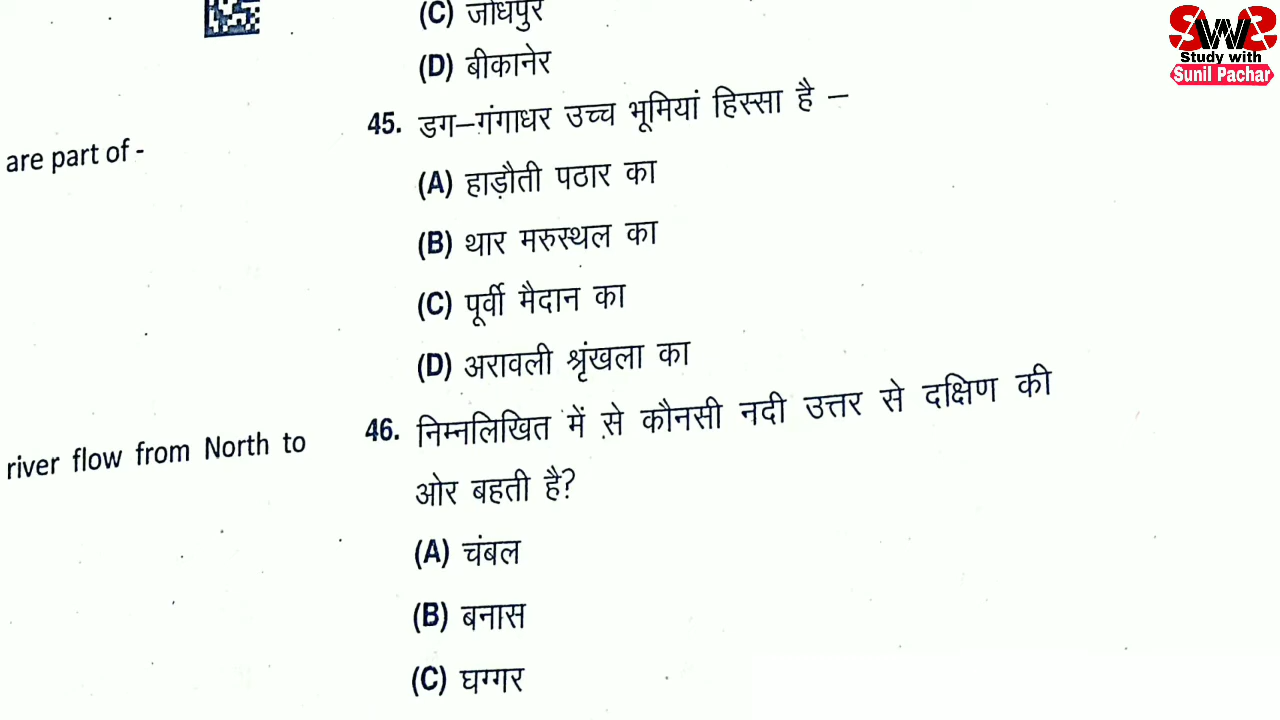 (C) जोधपुर
(D) बीकानेर
45. डग–गंगाधर उच्च भूमियां हिस्सा है –
are part of -
(A) हाड़ौती पठार का
(B) थार मरुस्थल का
(C) पूर्वी मैदान का
(D) अरावली श्रृंखला का
46. निम्नलिखित में से कौनसी नदी उत्तर से दक्षिण की
river flow from North to
ओर बहती है?
(A) चंबल
(B) बनास
(C) घग्गर
SWS
Study with
Sunil Pachar